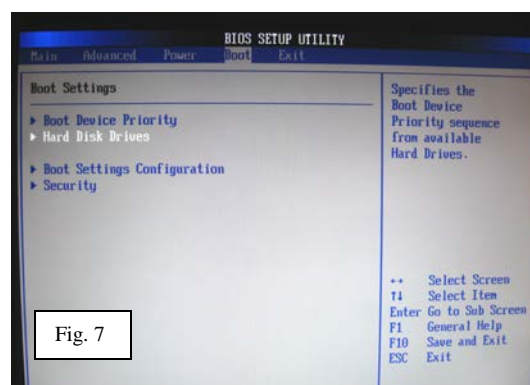 BIOS SETUP UTILITY
Main Advanced Power Boot Exit
Boot Settings
Boot Device Priority
Hard Disk Drives
Boot Settings Configuration
Security
Specifies the
Boot Device
Priority sequence
from available
Hard Drives.
↔ Select Screen
↑↓ Select Item
Enter Go to Sub Screen
F1 General Help
F10 Save and Exit
ESC Exit
Fig. 7